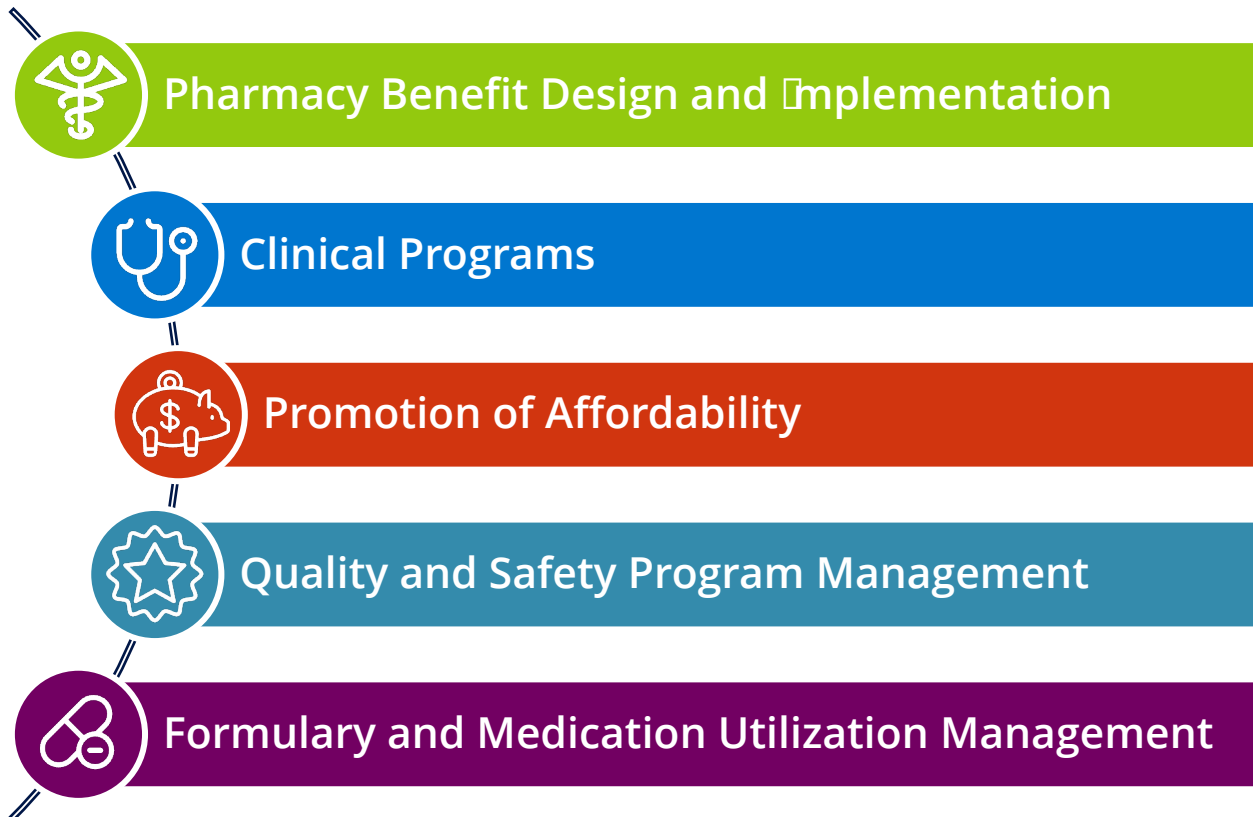 Pharmacy Benefit Design and Implementation
Clinical Programs
$
Promotion of Affordability
Quality and Safety Program Management
Formulary and Medication Utilization Management